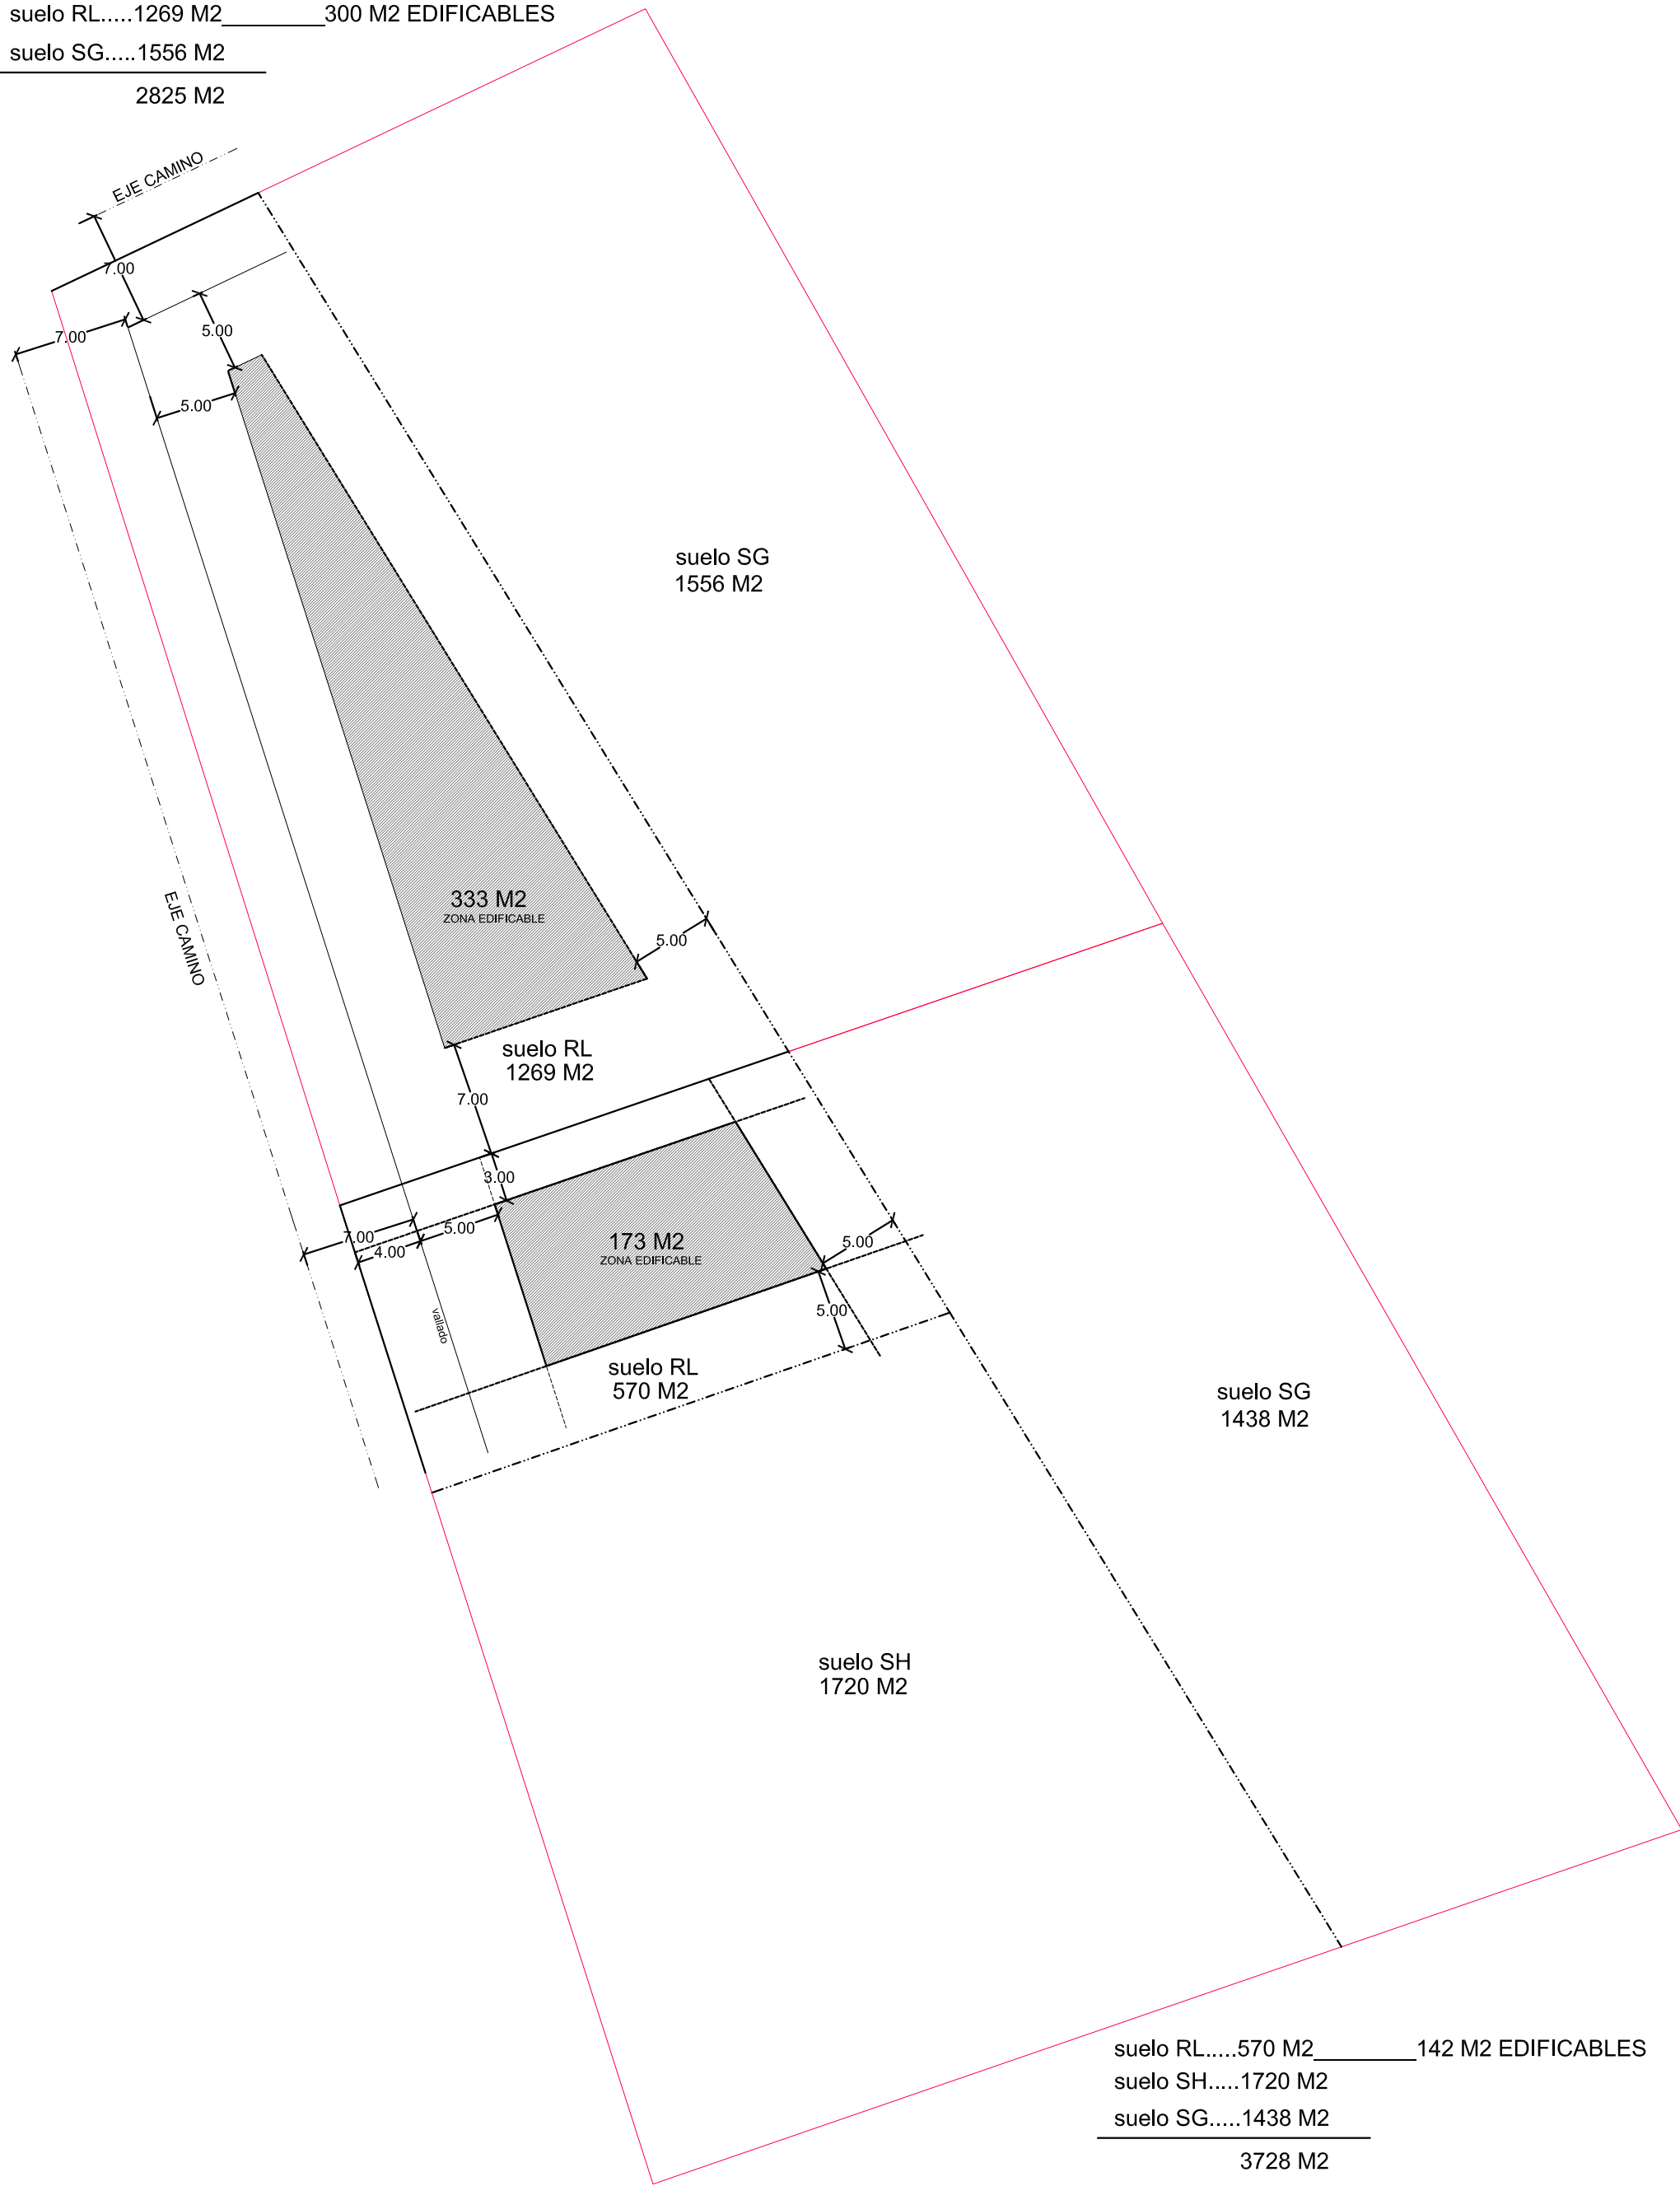 suelo RL.....1269 M2________300 M2 EDIFICABLES
suelo SG.....1556 M2
2825 M2
EJE CAMINO
7.00
7.00
5.00
5.00
suelo SG
1556 M2
333 M2
ZONA EDIFICABLE
EJE CAMINO
5.00
suelo RL
1269 M2
7.00
3.00
7.00
5.00
4.00
173 M2
ZONA EDIFICABLE
5.00
5.00
vallado
suelo RL
570 M2
suelo SG
1438 M2
suelo SH
1720 M2
suelo RL.....570 M2________142 M2 EDIFICABLES
suelo SH.....1720 M2
suelo SG.....1438 M2
3728 M2